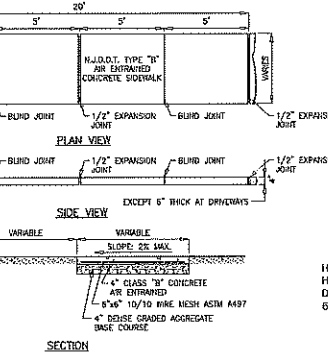 20'
5' 5' 5'
N.J.D.O.T. TYPE "B"
AIR ENTRAINED
CONCRETE SIDEWALK
VARIES
BLIND JOINT 1/2" EXPANSION JOINT BLIND JOINT 1/2" EXPANS
JOINT
PLAN VIEW
BLIND JOINT 1/2" EXPANSION JOINT BLIND JOINT 1/2" EXPANS
JOINT
4"
EXCEPT 6" THICK AT DRIVEWAYS
SIDE VIEW
VARIABLE VARIABLE
SLOPE: 2% MAX.
4" CLASS "B" CONCRETE
AIR ENTRAINED
6"x6" 10/10 WIRE MESH ASTM A497
4" DENSE GRADED AGGREGATE
BASE COURSE
SECTION
H
H
D
6